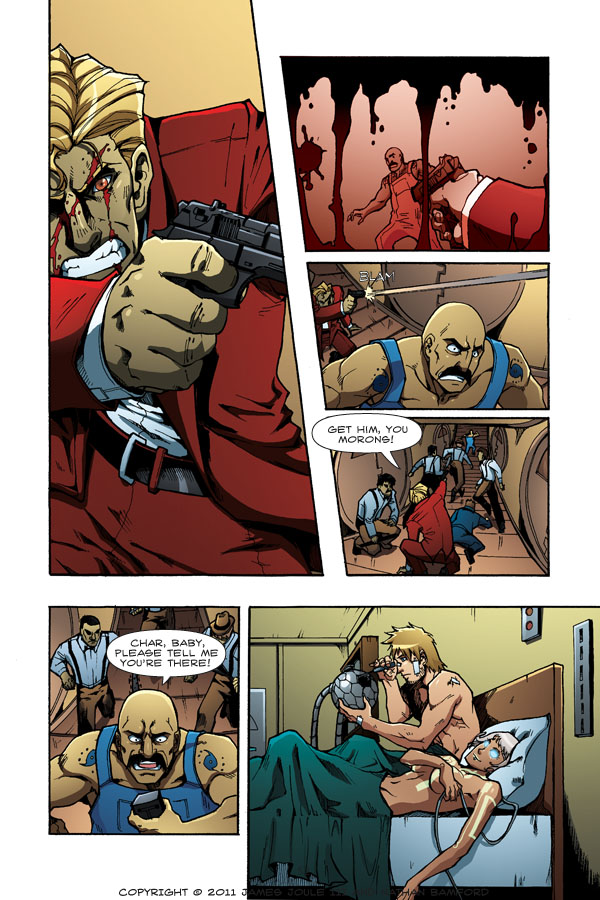 BLAM
GET HIM, YOU
MORONS!
CHAR, BABY,
PLEASE TELL ME
YOU'RE THERE!
COPYRIGHT © 2011 JAMES JOULE BAMFORD